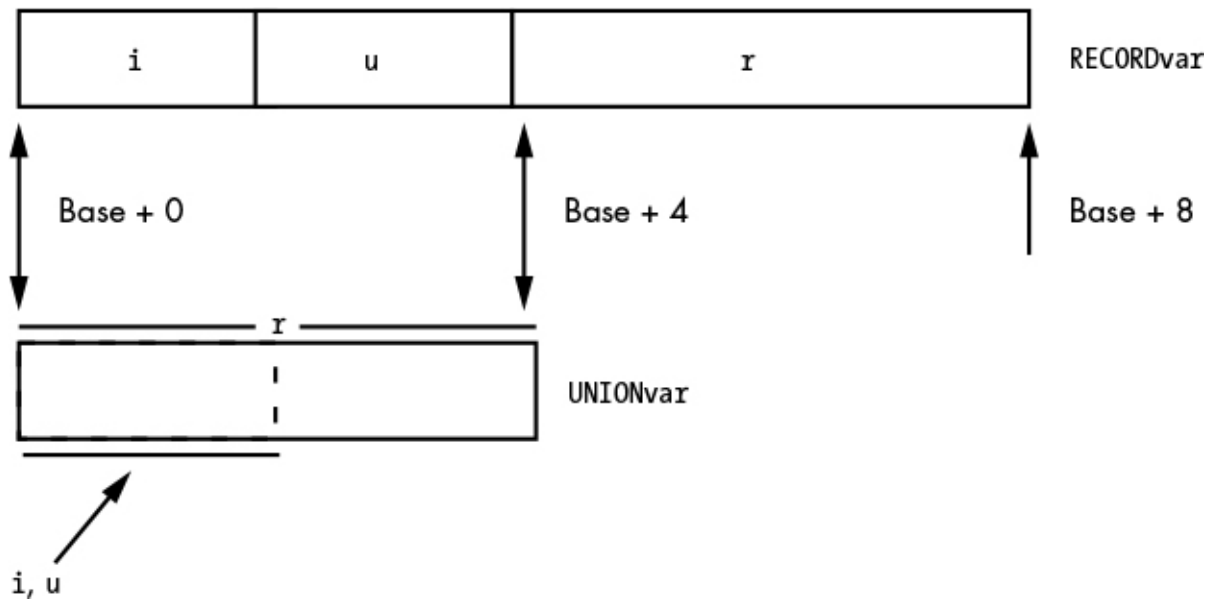 i u r RECORDvar
Base + 0 Base + 4 Base + 8
r
UNIONvar
i, u